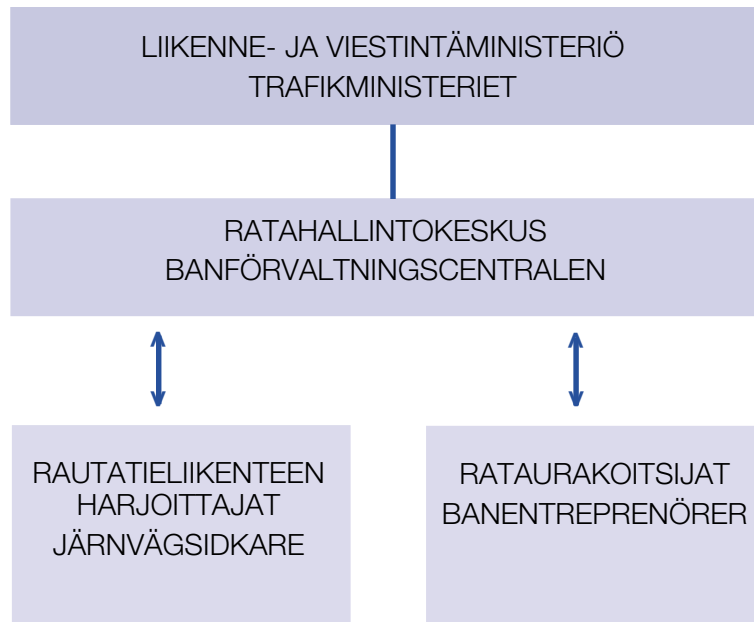 LIIKENNE- JA VIESTINTÄMINISTERIÖ
TRAFIKMINISTERIET
RATAHALLINTOKESKUS
BANFÖRVALTNINGSCENTRALEN
RAUTATIELIIKENTEEN
HARJOITTAJAT
JÄRNVÄGSIDKARE
RATAURAKOITSIJAT
BANENTREPRENÖRER